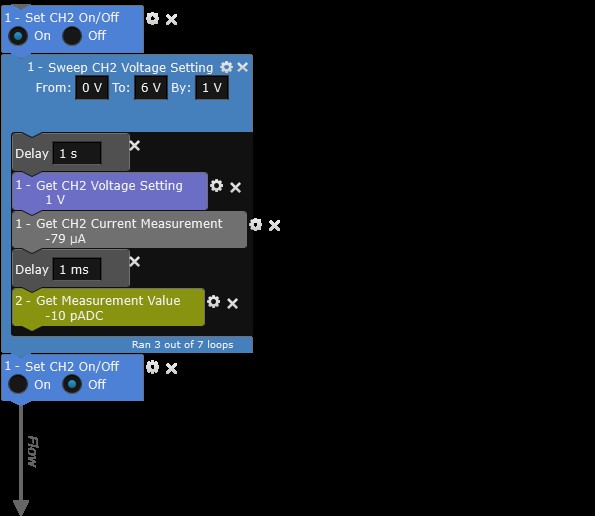 1 - Set CH2 On/Off
On Off
1 - Sweep CH2 Voltage Setting
From: 0 V To: 6 V By: 1 V
Delay 1 s
1 - Get CH2 Voltage Setting
1 V
1 - Get CH2 Current Measurement
-79 µA
Delay 1 ms
2 - Get Measurement Value
-10 pADC
Ran 3 out of 7 loops
1 - Set CH2 On/Off
On Off
Flow